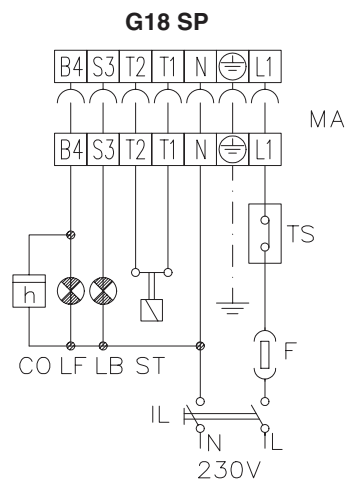 G18 SP
B4 S3 T2 T1 N L1
MA
B4 S3 T2 T1 N L1
TS
h
F
CO LF LB ST
IL
N L
230V